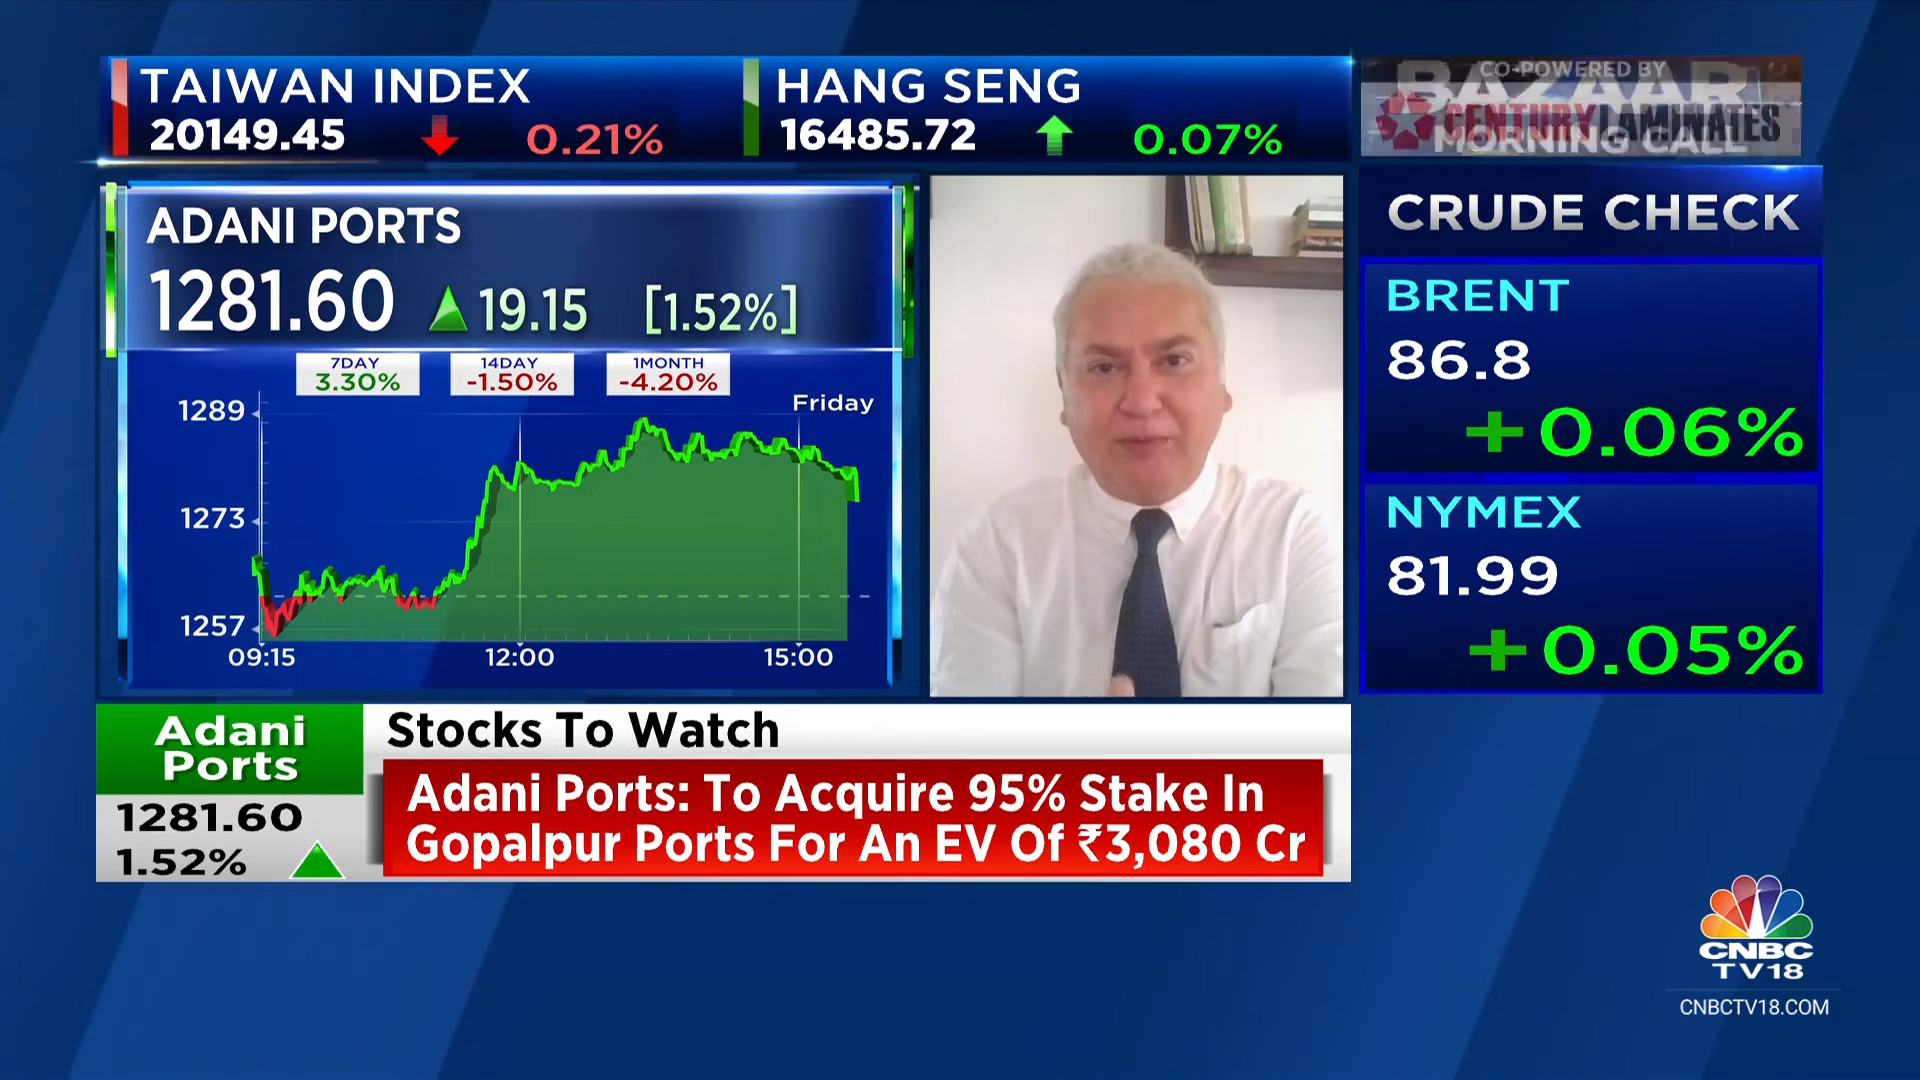 TAIWAN INDEX
20149.45 0.21%
HANG SENG
16485.72 0.07%
CO-POWERED BY
BAZAAR
CENTURYLAMINATES
MORNING CALL
ADANI PORTS
1281.60 19.15 [1.52%]
7DAY
3.30%
14DAY
-1.50%
1MONTH
-4.20%
Friday
1289
1273
1257
09:15 12:00 15:00
CRUDE CHECK
BRENT
86.8
+0.06%
NYMEX
81.99
+0.05%
Adani
Ports
1281.60
1.52%
Stocks To Watch
Adani Ports: To Acquire 95% Stake In
Gopalpur Ports For An EV Of ₹3,080 Cr
CNBC
TV18
CNBCTV18.COM